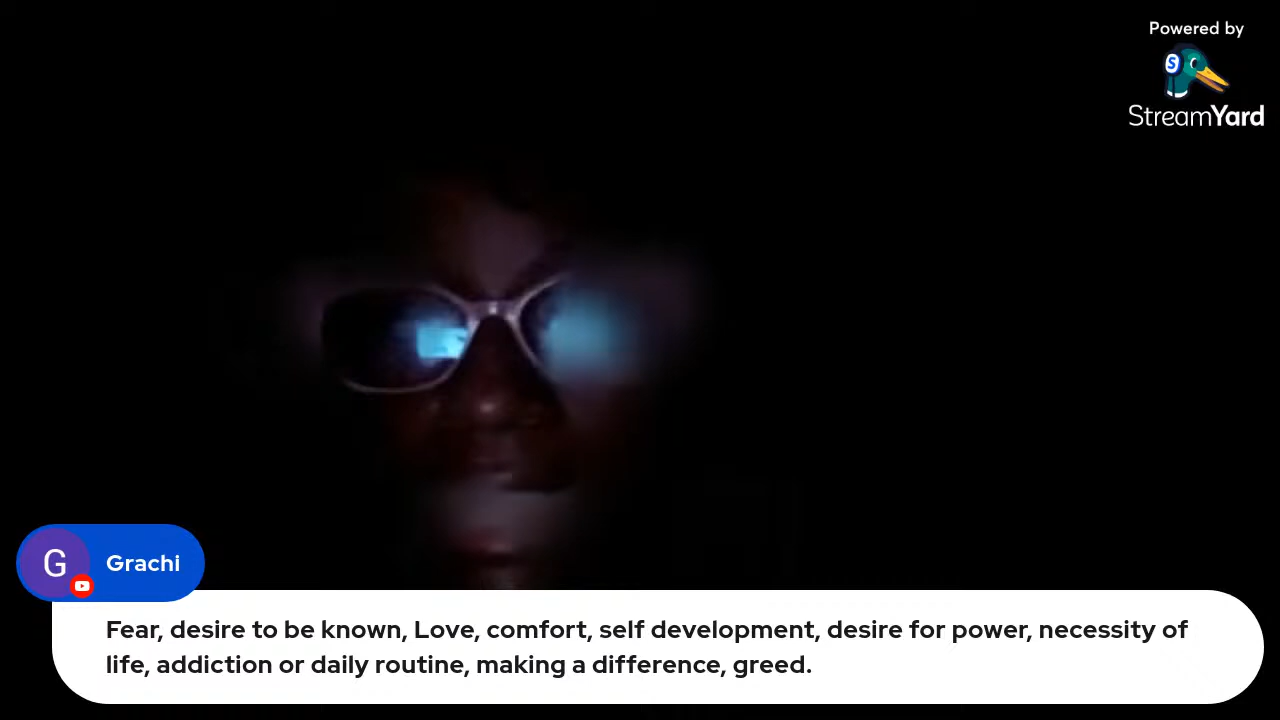 Powered by
StreamYard
G
Grachi
Fear, desire to be known, Love, comfort, self development, desire for power, necessity of
life, addiction or daily routine, making a difference, greed.